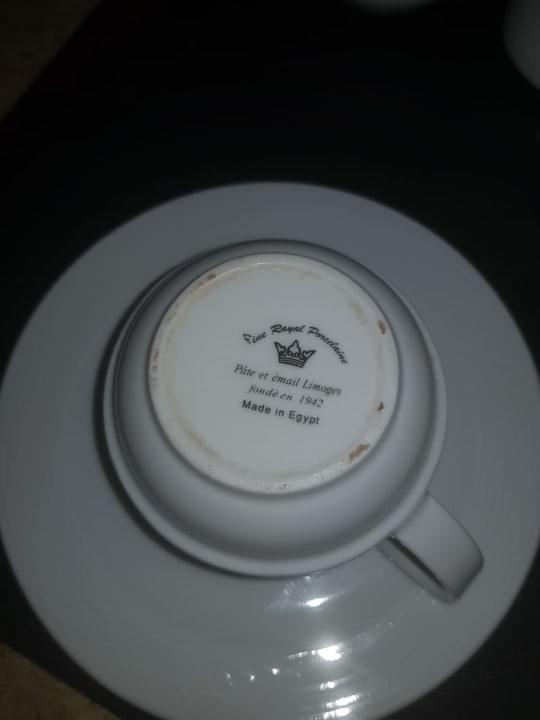 Fine Royal Porcelaine
Pâte et émail Limoges
fondé en 1942
Made in Egypt